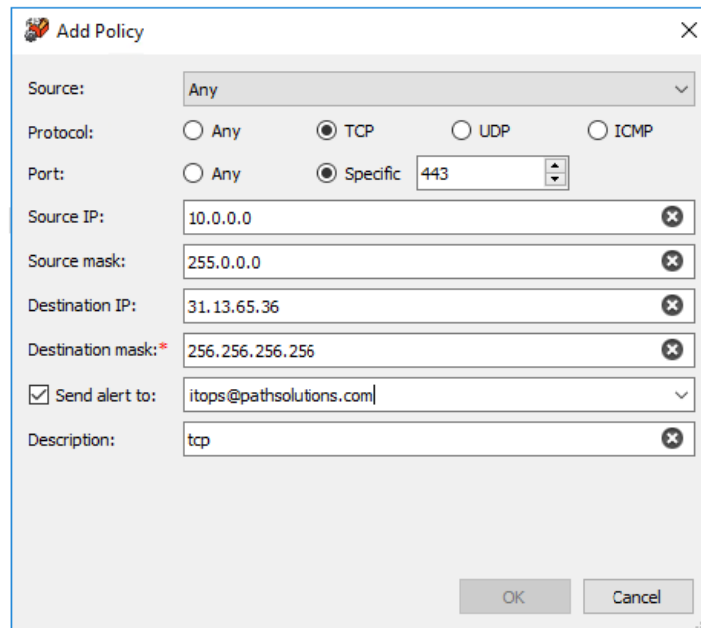 Add Policy
Source: Any
Protocol: Any TCP UDP ICMP
Port: Any Specific 443
Source IP: 10.0.0.0
Source mask: 255.0.0.0
Destination IP: 31.13.65.36
Destination mask:* 256.256.256.256
Send alert to: itops@pathsolutions.com
Description: tcp
OK Cancel